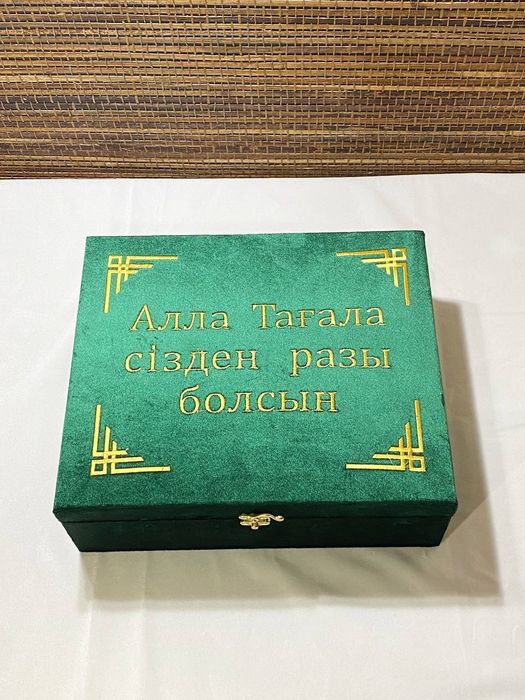 Алла Тағала
сізден разы
болсын